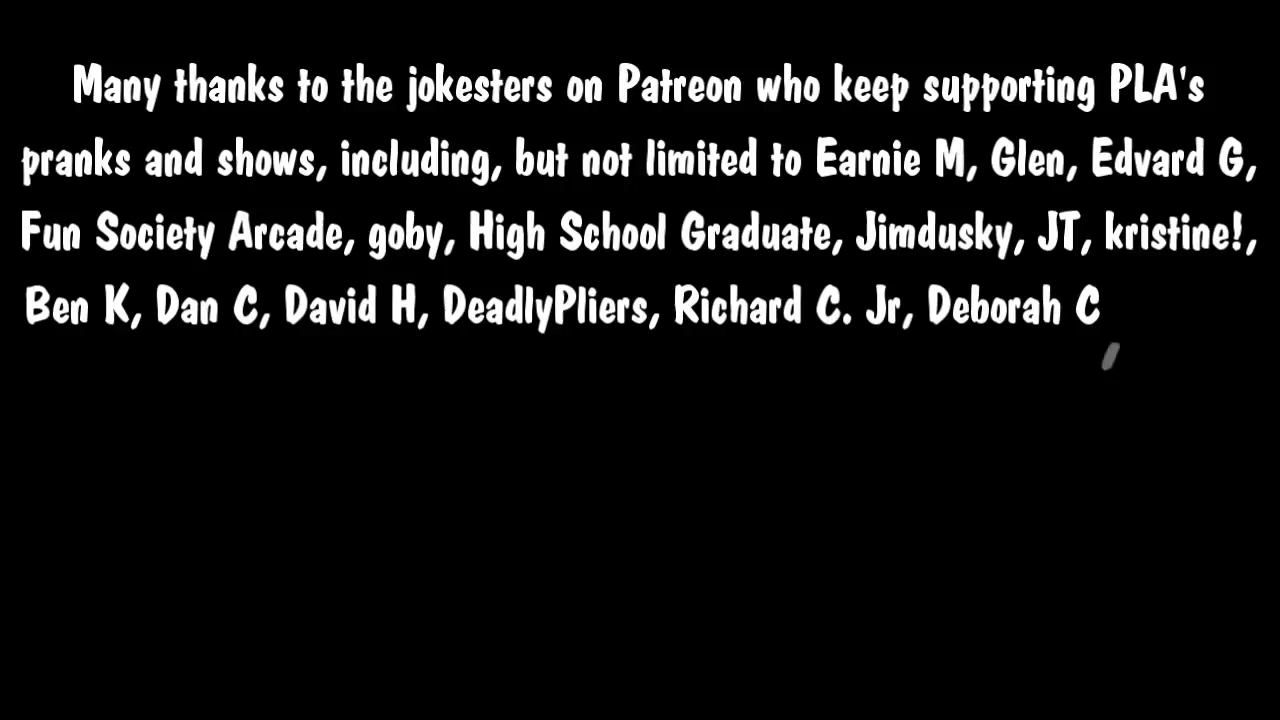 Many thanks to the jokesters on Patreon who keep supporting PLA's
pranks and shows, including, but not limited to Earnie M, Glen, Edvard G,
Fun Society Arcade, goby, High School Graduate, Jimdusky, JT, kristine!,
Ben K, Dan C, David H, DeadlyPliers, Richard C. Jr, Deborah C